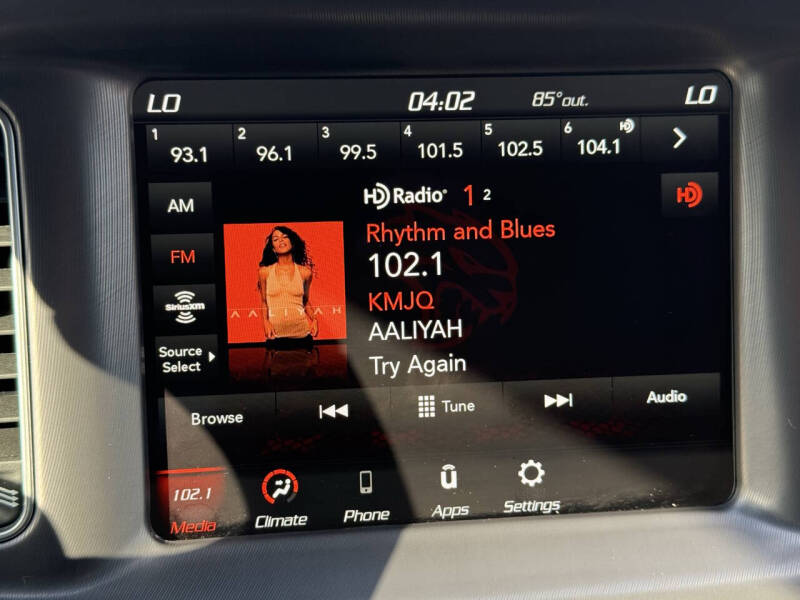 LO 04:02 85°out. LO
1 93.1 2 96.1 3 99.5 4 101.5 5 102.5 6 HD 104.1
HD Radio® 1 2 HD
AM
FM
SiriusXM
Source
Select
AALIYAH
Rhythm and Blues
102.1
KMJQ
AALIYAH
Try Again
Browse Tune Audio
102.1
Media Climate Phone Apps Settings